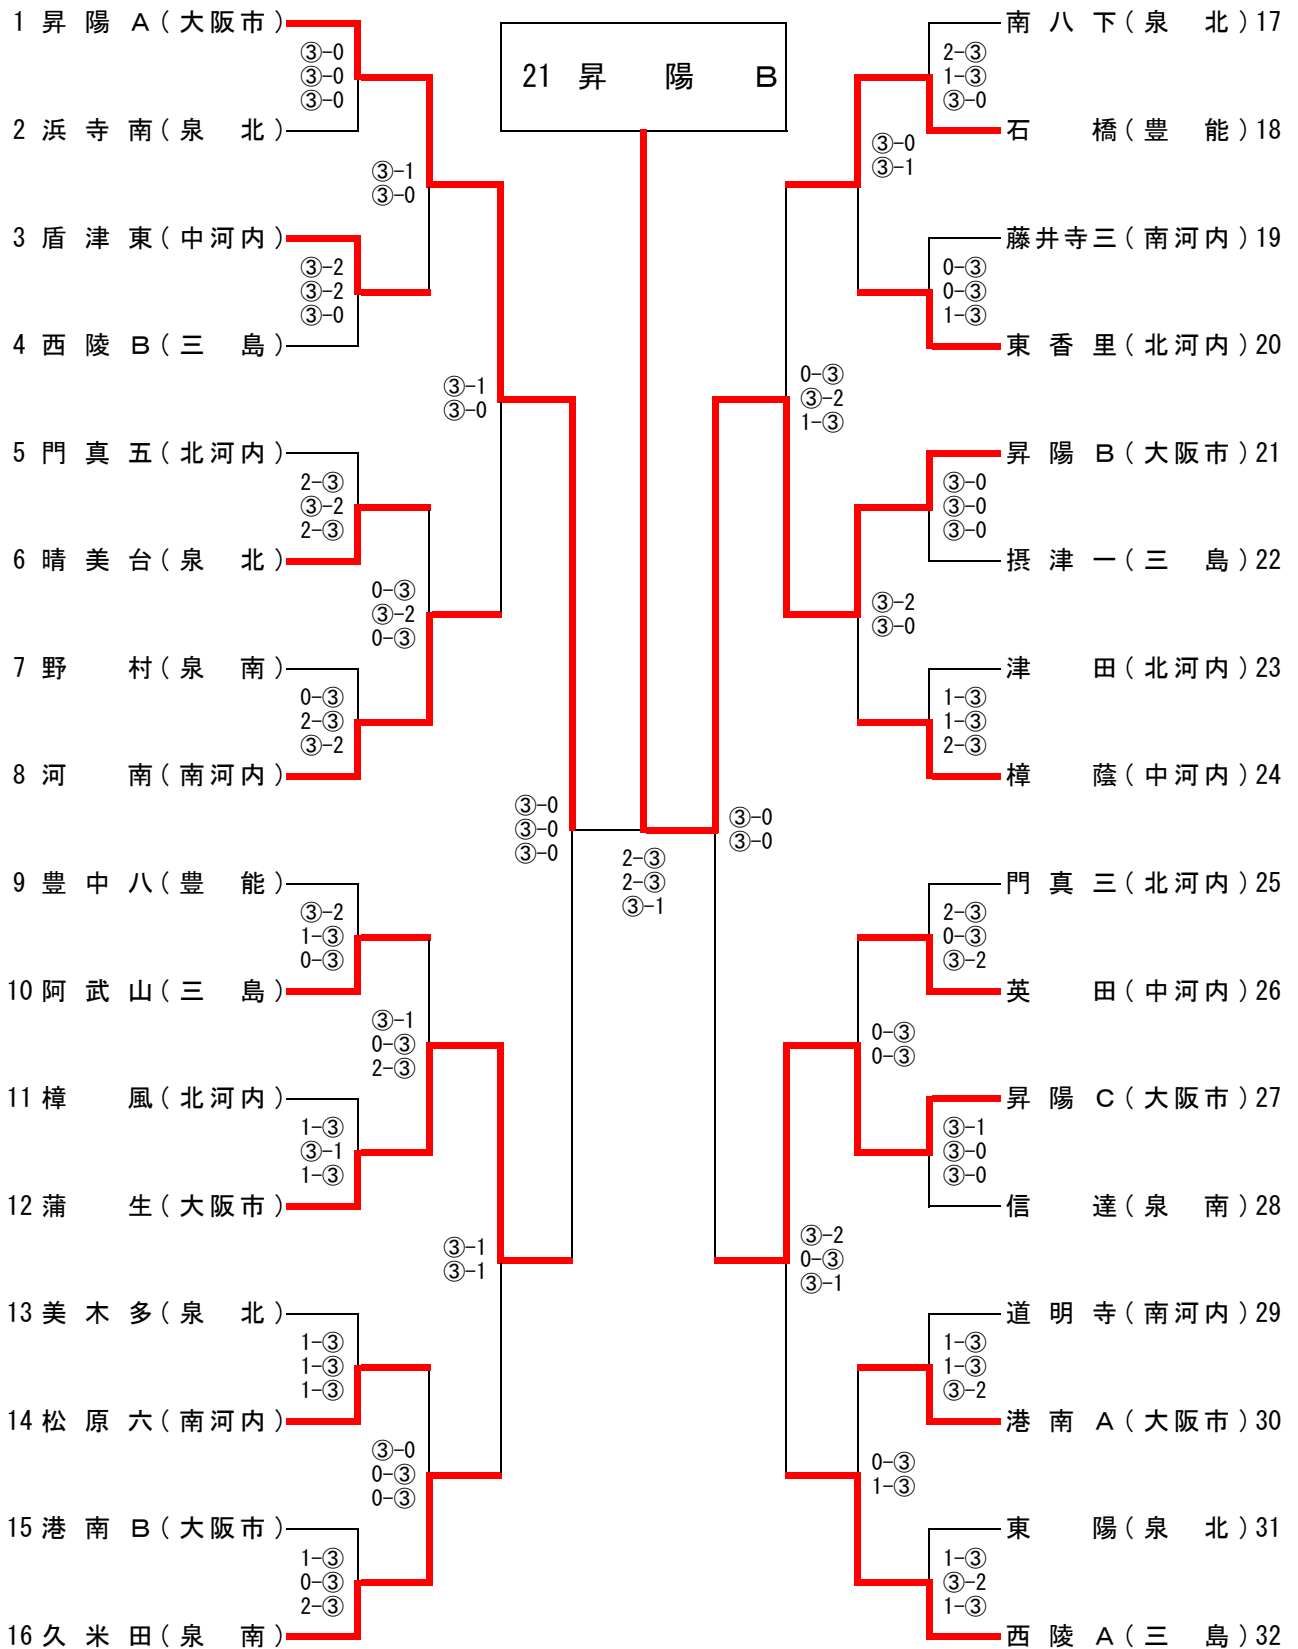 1 昇陽A(大阪市)
③-0
③-0
③-0
2 浜寺南(泉北)
③-1
③-0
3 盾津東(中河内)
③-2
③-2
③-0
4 西陵B(三島)
③-1
③-0
5 門真五(北河内)
2-③
③-2
2-③
6 晴美台(泉北)
0-③
③-2
0-③
7 野村(泉南)
0-③
2-③
③-2
8 河南(南河内)
③-0
③-0
③-0
9 豊中八(豊能)
③-2
1-③
0-③
10 阿武山(三島)
③-1
0-③
2-③
11 樟風(北河内)
1-③
③-1
1-③
12 蒲生(大阪市)
③-1
③-1
13 美木多(泉北)
1-③
1-③
1-③
14 松原六(南河内)
③-0
0-③
0-③
15 港南B(大阪市)
1-③
0-③
2-③
16 久米田(泉南)
21 昇陽B
2-③
2-③
③-1
南八下(泉北)17
2-③
1-③
③-0
石橋(豊能)18
③-0
③-1
藤井寺三(南河内)19
0-③
0-③
1-③
東香里(北河内)20
0-③
③-2
1-③
昇陽B(大阪市)21
③-0
③-0
③-0
摂津一(三島)22
③-2
③-0
津田(北河内)23
1-③
1-③
2-③
樟蔭(中河内)24
③-0
③-0
門真三(北河内)25
2-③
0-③
③-2
英田(中河内)26
0-③
0-③
昇陽C(大阪市)27
③-1
③-0
③-0
信達(泉南)28
③-2
0-③
③-1
道明寺(南河内)29
1-③
1-③
③-2
港南A(大阪市)30
0-③
1-③
東陽(泉北)31
1-③
③-2
1-③
西陵A(三島)32